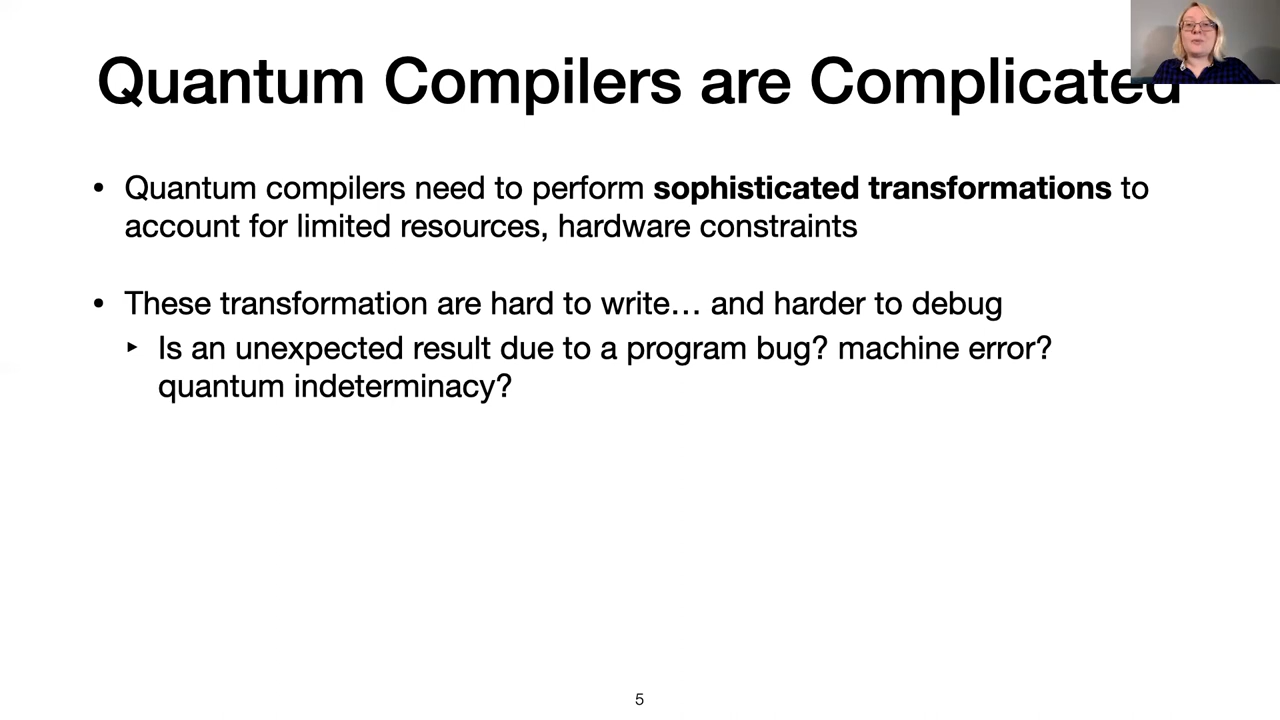 Quantum Compilers are Complicated
• Quantum compilers need to perform sophisticated transformations to
account for limited resources, hardware constraints
• These transformation are hard to write… and harder to debug
‣ Is an unexpected result due to a program bug? machine error?
quantum indeterminacy?
5